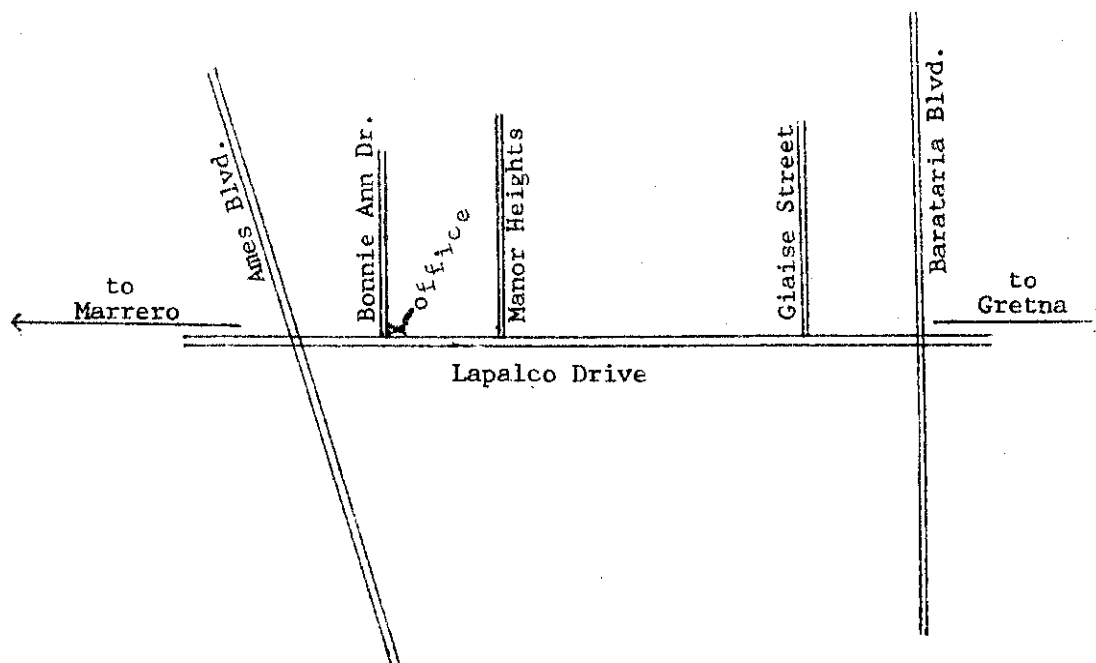 Ames Blvd.
Bonnie Ann Dr.
office
Manor Heights
Giaise Street
Barataria Blvd.
to
Marrero
to
Gretna
Lapalco Drive